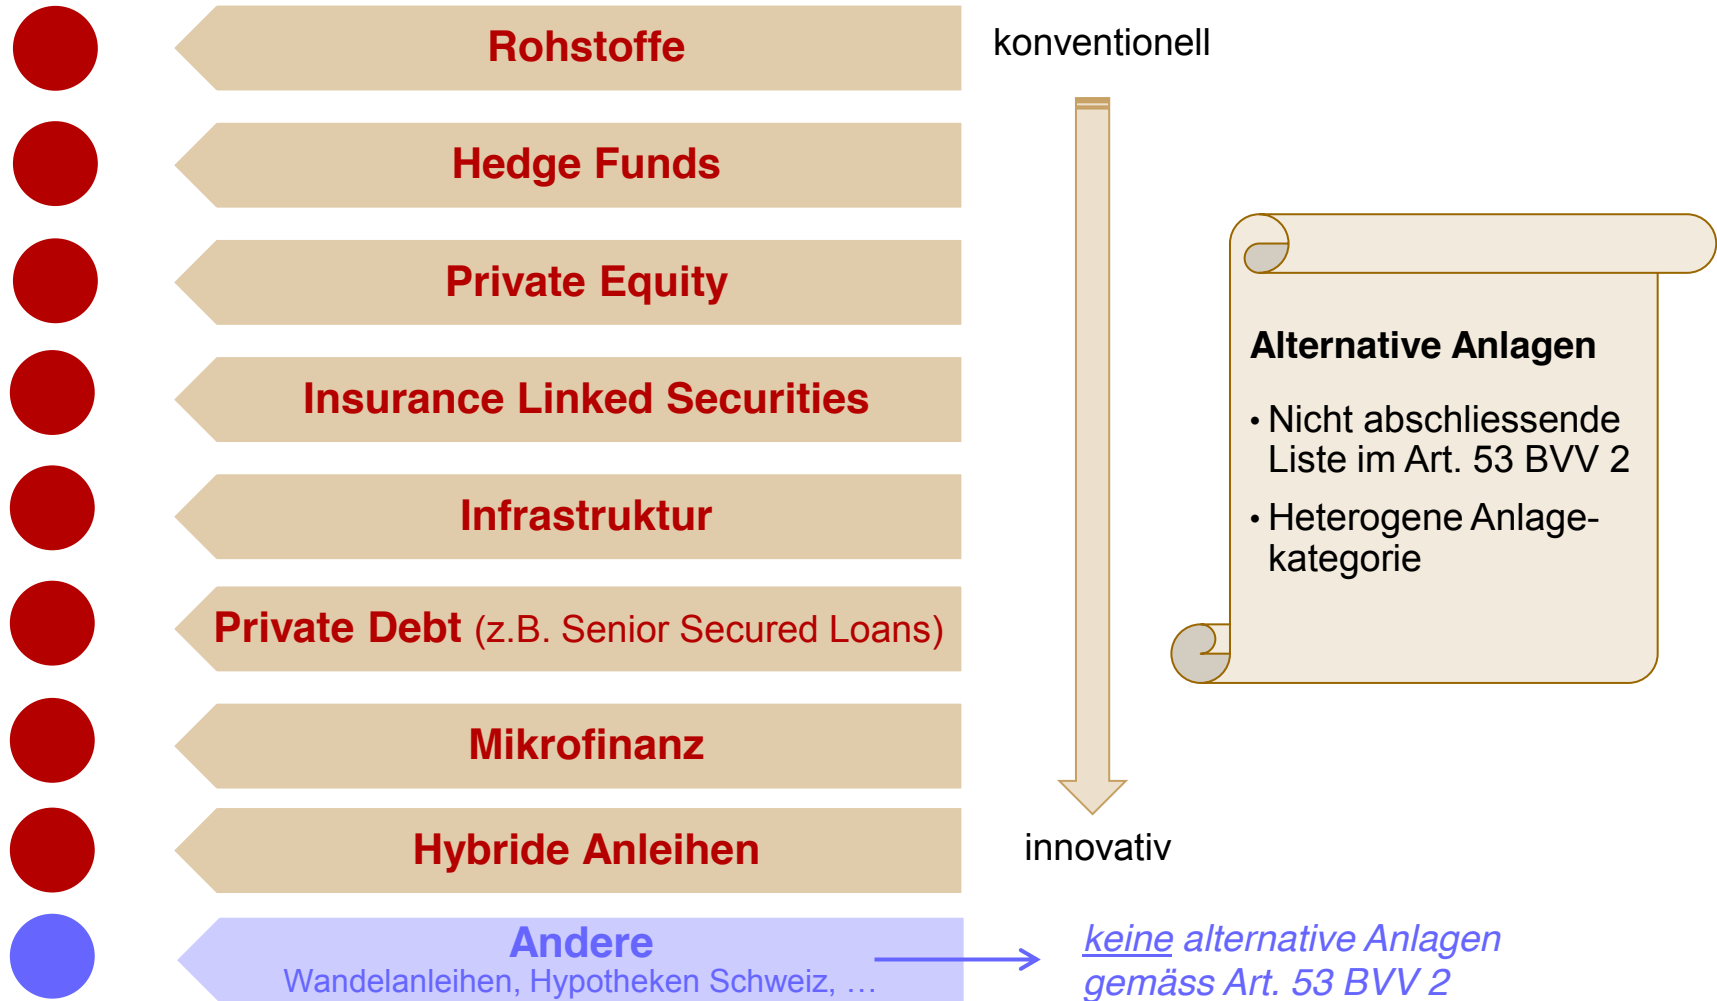 Rohstoffe
konventionell
Hedge Funds
Private Equity
Insurance Linked Securities
Infrastruktur
Private Debt (z.B. Senior Secured Loans)
Mikrofinanz
Hybride Anleihen
innovativ
Alternative Anlagen
• Nicht abschliessende
Liste im Art. 53 BVV 2
• Heterogene Anlage-
kategorie
Andere
Wandelanleihen, Hypotheken Schweiz, …
keine alternative Anlagen
gemäss Art. 53 BVV 2